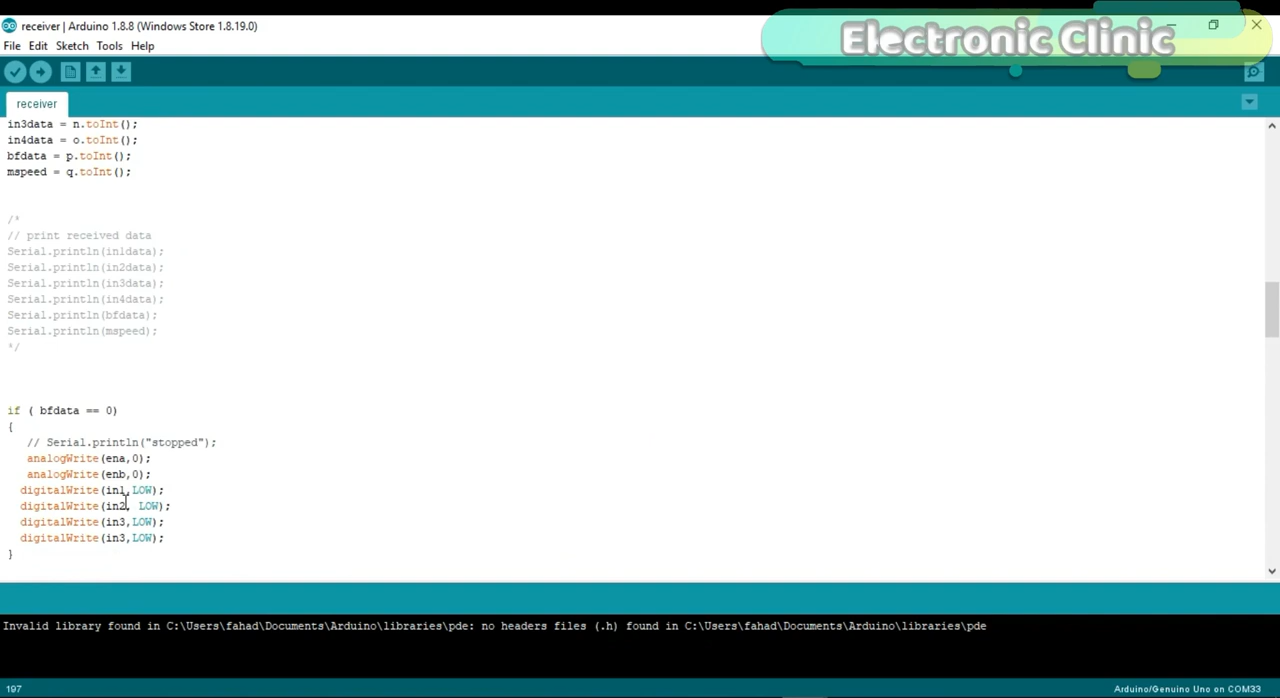 receiver | Arduino 1.8.8 (Windows Store 1.8.19.0)
Electronic Clinic
File Edit Sketch Tools Help
receiver
in3data = n.toInt();
in4data = o.toInt();
bfdata = p.toInt();
mspeed = q.toInt();
/*
// print received data
Serial.println(in1data);
Serial.println(in2data);
Serial.println(in3data);
Serial.println(in4data);
Serial.println(bfdata);
Serial.println(mspeed);
*/
if ( bfdata == 0)
{
// Serial.println("stopped");
analogWrite(ena,0);
analogWrite(enb,0);
digitalWrite(in1,LOW);
digitalWrite(in2, LOW);
digitalWrite(in3,LOW);
digitalWrite(in3,LOW);
}
Invalid library found in C:\Users\fahad\Documents\Arduino\libraries\pde: no headers files (.h) found in C:\Users\fahad\Documents\Arduino\libraries\pde
197
Arduino/Genuino Uno on COM33